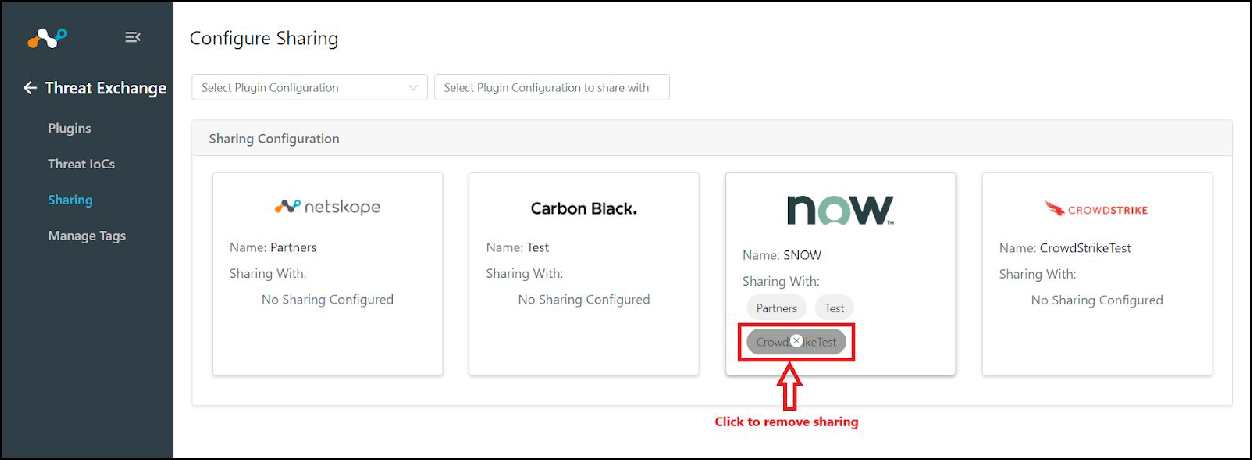 Configure Sharing
Threat Exchange
Plugins
Threat IoCs
Sharing
Manage Tags
Select Plugin Configuration
Select Plugin Configuration to share with
Sharing Configuration
netskope
Name: Partners
Sharing With:
No Sharing Configured
Carbon Black.
Name: Test
Sharing With:
No Sharing Configured
now™
Name: SNOW
Sharing With:
Partners
Test
CrowdStrikeTest
Click to remove sharing
CROWDSTRIKE
Name: CrowdStrikeTest
Sharing With:
No Sharing Configured